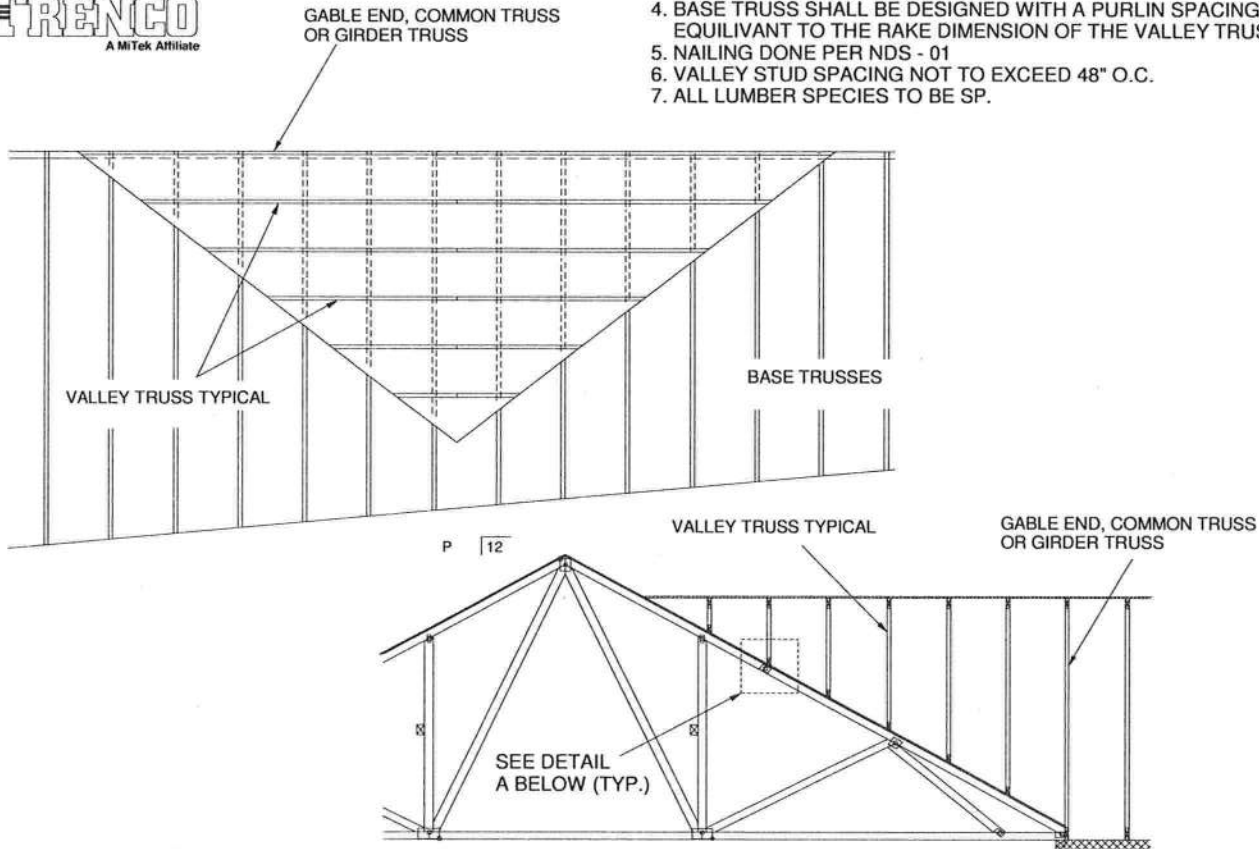 TRENCO
A MiTek Affiliate
GABLE END, COMMON TRUSS
OR GIRDER TRUSS
4. BASE TRUSS SHALL BE DESIGNED WITH A PURLIN SPACING
EQUILIVANT TO THE RAKE DIMENSION OF THE VALLEY
5. NAILING DONE PER NDS - 01
6. VALLEY STUD SPACING NOT TO EXCEED 48" O.C.
7. ALL LUMBER SPECIES TO BE SP.
VALLEY TRUSS TYPICAL
BASE TRUSSES
P 12
VALLEY TRUSS TYPICAL
GABLE END, COMMON TRUSS
OR GIRDER TRUSS
SEE DETAIL
A BELOW (TYP.)